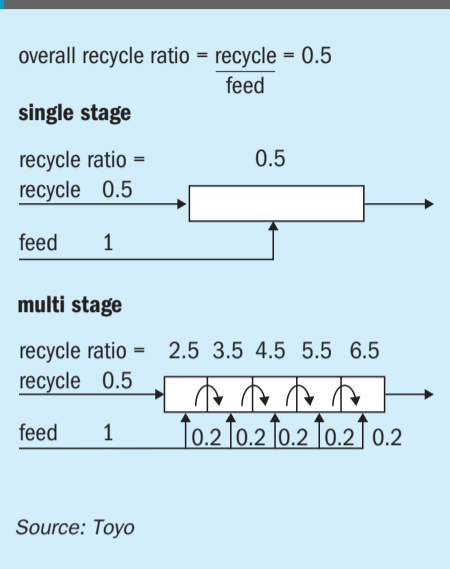 overall recycle ratio = recycle = 0.5
feed
single stage
recycle ratio = 0.5
recycle 0.5
feed 1
multi stage
recycle ratio = 2.5 3.5 4.5 5.5 6.5
recycle 0.5
feed 1 0.2 0.2 0.2 0.2 0.2
Source: Toyo